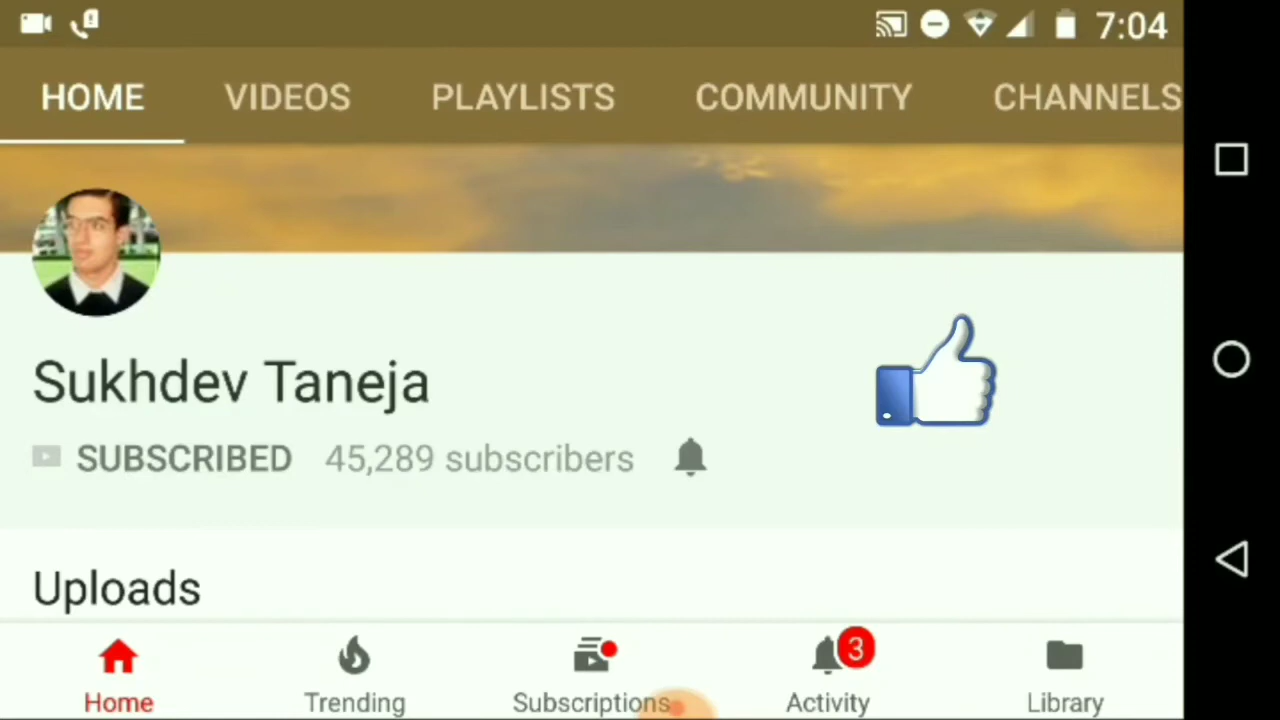 7:04
HOME VIDEOS PLAYLISTS COMMUNITY CHANNELS
Sukhdev Taneja
SUBSCRIBED 45,289 subscribers
Uploads
3
Home Trending Subscriptions Activity Library